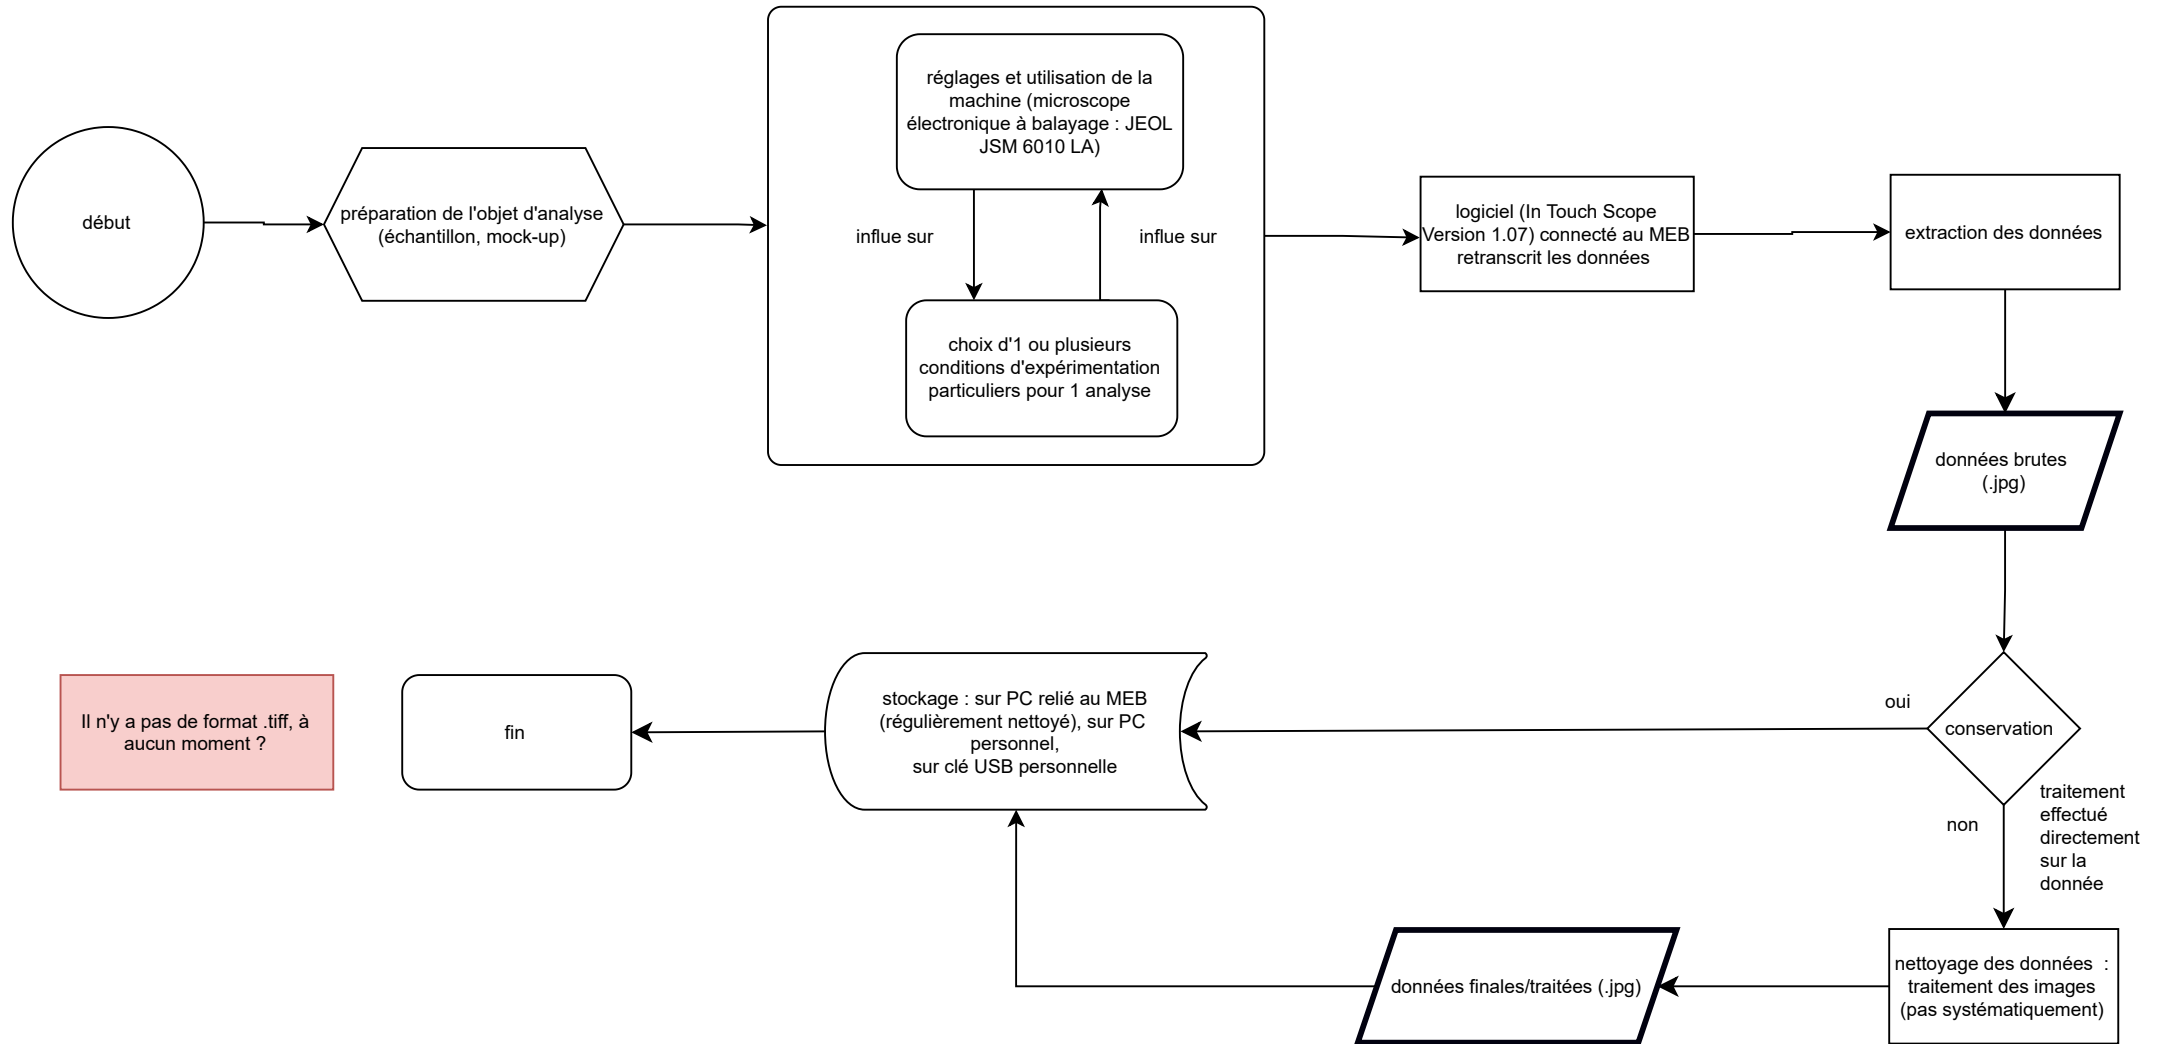 début
préparation de l'objet d'analyse
(échantillon, mock-up)
réglages et utilisation de la
machine (microscope
électronique à balayage : JEOL
JSM 6010 LA)
influe sur
influe sur
choix d'1 ou plusieurs
conditions d'expérimentation
particuliers pour 1 analyse
logiciel (In Touch Scope
Version 1.07) connecté au MEB
retranscrit les données
extraction des données
données brutes
(.jpg)
conservation
oui
non
traitement
effectué
directement
sur la
donnée
stockage : sur PC relié au MEB
(régulièrement nettoyé), sur PC
personnel,
sur clé USB personnelle
fin
Il n'y a pas de format .tiff, à
aucun moment ?
nettoyage des données :
traitement des images
(pas systématiquement)
données finales/traitées (.jpg)